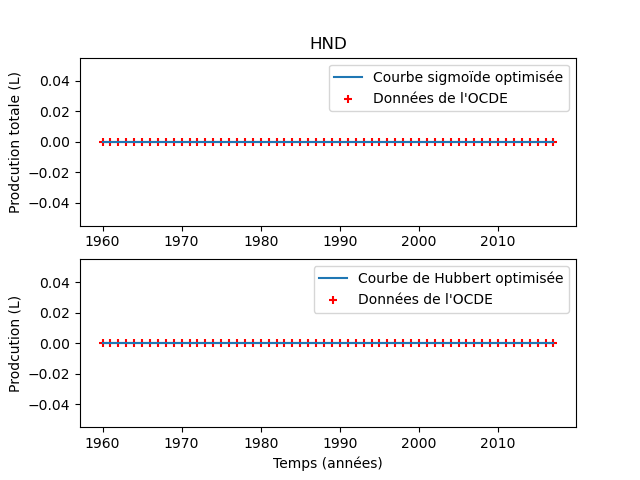 HND
Prodcution totale (L)
0.04
0.02
0.00
−0.02
−0.04
Courbe sigmoïde optimisée
Données de l'OCDE
1960 1970 1980 1990 2000 2010
Prodcution (L)
0.04
0.02
0.00
−0.02
−0.04
Courbe de Hubbert optimisée
Données de l'OCDE
1960 1970 1980 1990 2000 2010
Temps (années)